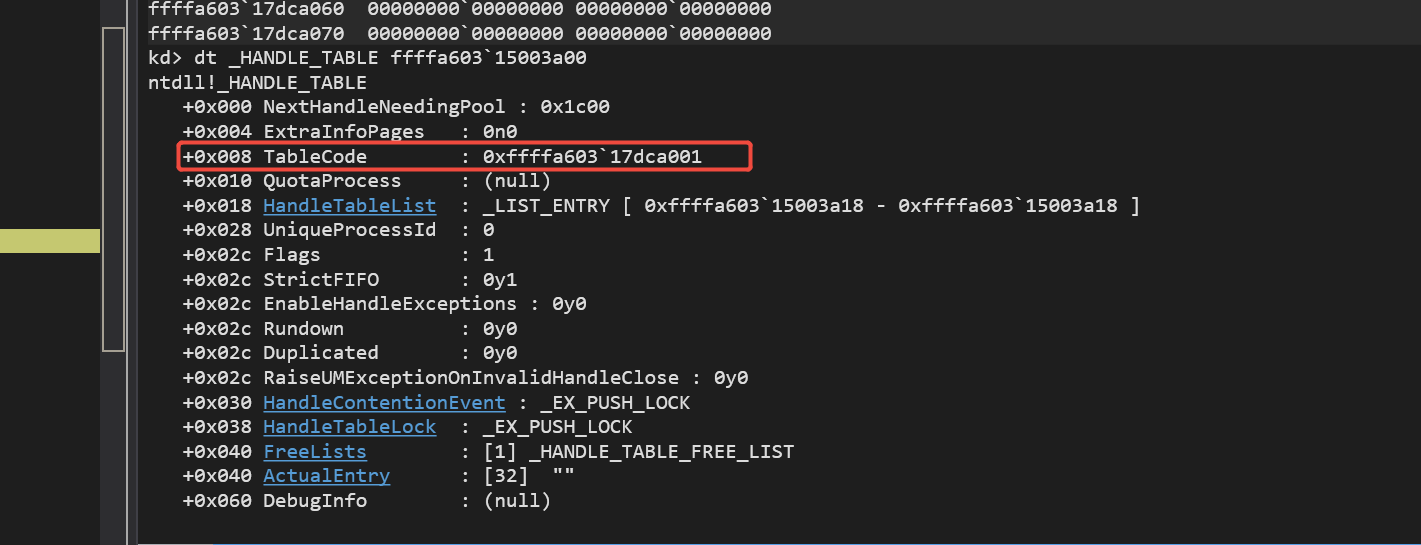 ffffa603`17dca060  00000000`00000000 00000000`00000000
ffffa603`17dca070  00000000`00000000 00000000`00000000
kd> dt _HANDLE_TABLE ffffa603`15003a00
ntdll!_HANDLE_TABLE
   +0x000 NextHandleNeedingPool : 0x1c00
   +0x004 ExtraInfoPages   : 0n0
   +0x008 TableCode        : 0xffffa603`17dca001
   +0x010 QuotaProcess     : (null)
   +0x018 HandleTableList  : _LIST_ENTRY [ 0xffffa603`15003a18 - 0xffffa603`15003a18 ]
   +0x028 UniqueProcessId  : 0
   +0x02c Flags            : 1
   +0x02c StrictFIFO       : 0y1
   +0x02c EnableHandleExceptions : 0y0
   +0x02c Rundown          : 0y0
   +0x02c Duplicated       : 0y0
   +0x02c RaiseUMExceptionOnInvalidHandleClose : 0y0
   +0x030 HandleContentionEvent : _EX_PUSH_LOCK
   +0x038 HandleTableLock  : _EX_PUSH_LOCK
   +0x040 FreeLists        : [1] _HANDLE_TABLE_FREE_LIST
   +0x040 ActualEntry      : [32]  ""
   +0x060 DebugInfo        : (null)